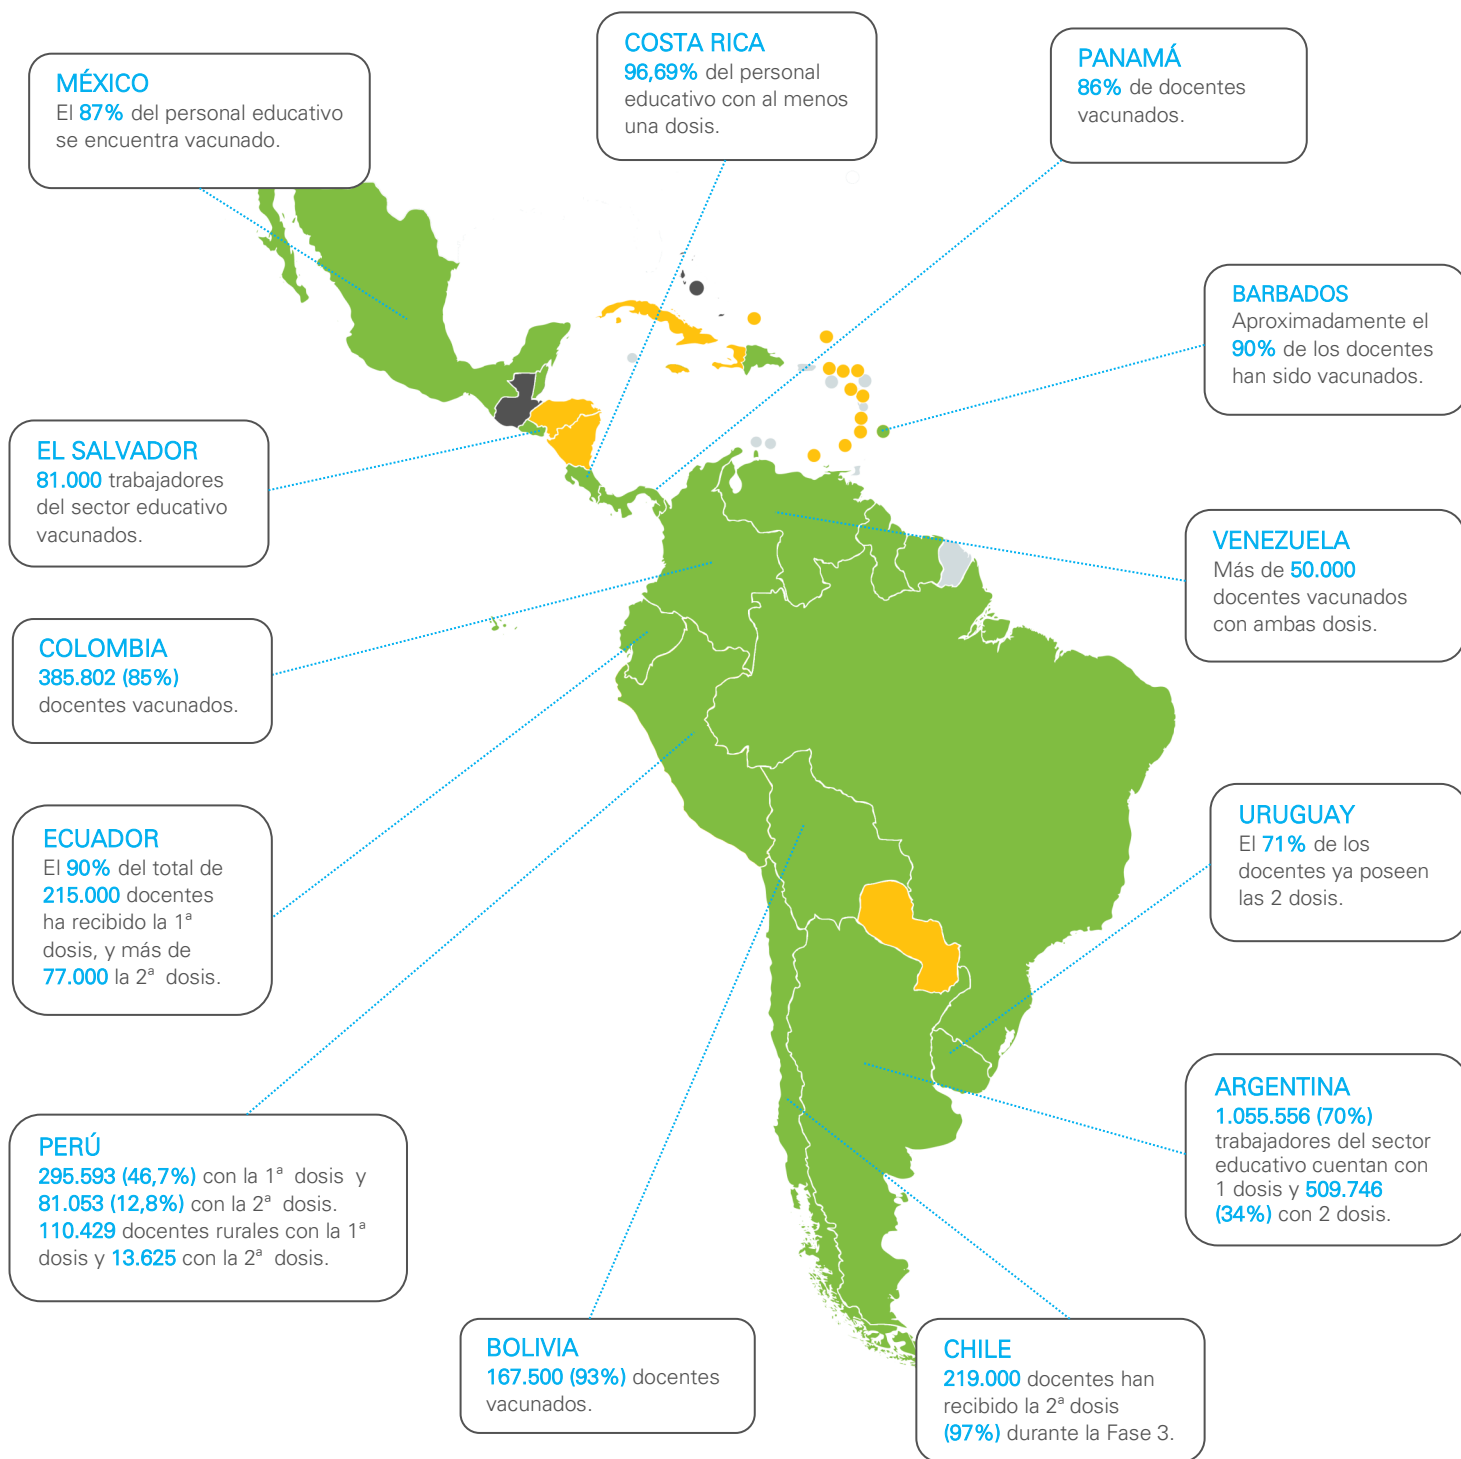 MÉXICO
El 87% del personal educativo
se encuentra vacunado.
COSTA RICA
96,69% del personal
educativo con al menos
una dosis.
PANAMÁ
86% de docentes
vacunados.
BARBADOS
Aproximadamente el
90% de los docentes
han sido vacunados.
EL SALVADOR
81.000 trabajadores
del sector educativo
vacunados.
VENEZUELA
Más de 50.000
docentes vacunados
con ambas dosis.
COLOMBIA
385.802 (85%)
docentes vacunados.
URUGUAY
El 71% de los
docentes ya poseen
las 2 dosis.
ECUADOR
El 90% del total de
215.000 docentes
ha recibido la 1ª
dosis, y más de
77.000 la 2ª dosis.
ARGENTINA
1.055.556 (70%)
trabajadores del sector
educativo cuentan con
1 dosis y 509.746
(34%) con 2 dosis.
PERÚ
295.593 (46,7%) con la 1ª dosis y
81.053 (12,8%) con la 2ª dosis.
110.429 docentes rurales con la 1ª
dosis y 13.625 con la 2ª dosis.
BOLIVIA
167.500 (93%) docentes
vacunados.
CHILE
219.000 docentes han
recibido la 2ª dosis
(97%) durante la Fase 3.